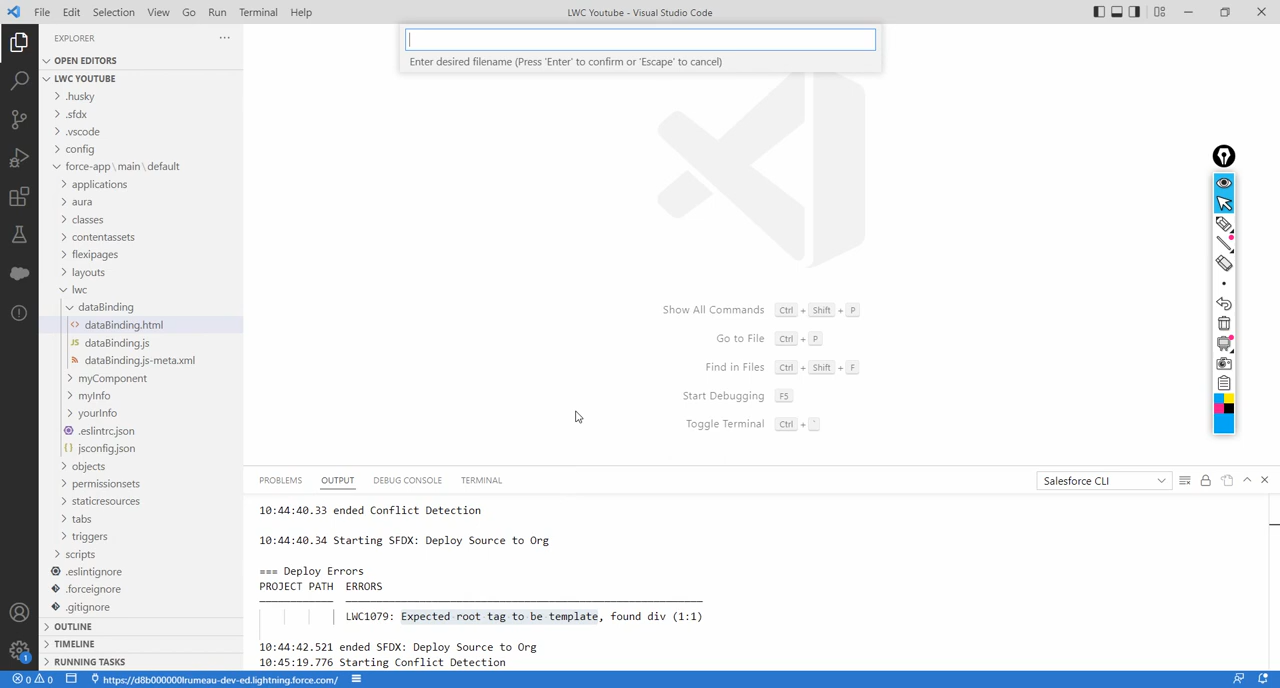 File Edit Selection View Go Run Terminal Help LWC Youtube - Visual Studio Code
EXPLORER ···
OPEN EDITORS
LWC YOUTUBE
.husky
.sfdx
.vscode
config
force-app\main\default
applications
aura
classes
contentassets
flexipages
layouts
lwc
dataBinding
dataBinding.html
JS dataBinding.js
dataBinding.js-meta.xml
myComponent
myInfo
yourInfo
.eslintrc.json
jsconfig.json
objects
permissionsets
staticresources
tabs
triggers
scripts
.eslintignore
.forceignore
.gitignore
OUTLINE
TIMELINE
RUNNING TASKS
Enter desired filename (Press 'Enter' to confirm or 'Escape' to cancel)
Show All Commands Ctrl + Shift + P
Go to File Ctrl + P
Find in Files Ctrl + Shift + F
Start Debugging F5
Toggle Terminal Ctrl + `
PROBLEMS OUTPUT DEBUG CONSOLE TERMINAL Salesforce CLI
10:44:40.33 ended Conflict Detection
10:44:40.34 Starting SFDX: Deploy Source to Org
=== Deploy Errors
PROJECT PATH ERRORS
LWC1079: Expected root tag to be template, found div (1:1)
10:44:42.521 ended SFDX: Deploy Source to Org
10:45:19.776 Starting Conflict Detection
1
0 0 https://d8b000000lrumeau-dev-ed.lightning.force.com/